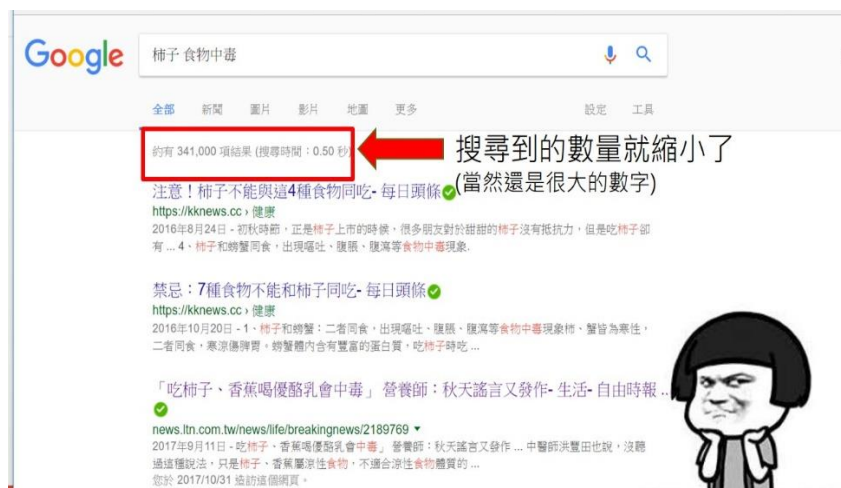 Google
柿子 食物中毒
全部 新聞 圖片 影片 地圖 更多 設定 工具
約有 341,000 項結果 (搜尋時間：0.50 秒)
搜尋到的數量就縮小了
(當然還是很大的數字)
注意！柿子不能與這4種食物同吃- 每日頭條
https://kknews.cc › 健康
2016年8月24日 - 初秋時節，正是柿子上市的時候，很多朋友對於甜甜的柿子沒有抵抗力，但是吃柿子卻
有 ... 4、柿子和螃蟹同食，出現嘔吐、腹脹、腹瀉等食物中毒現象.
禁忌：7種食物不能和柿子同吃- 每日頭條
https://kknews.cc › 健康
2016年10月20日 - 1、柿子和螃蟹：二者同食，出現嘔吐、腹脹、腹瀉等食物中毒現象柿、蟹皆為寒性，
二者同食，寒涼傷脾胃，螃蟹體內含有豐富的蛋白質，吃柿子時吃 ...
「吃柿子、香蕉喝優酪乳會中毒」 營養師：秋天謠言又發作- 生活- 自由時報 ...
news.ltn.com.tw/news/life/breakingnews/2189769
2017年9月11日 - 吃柿子、香蕉喝優酪乳會中毒」 營養師：秋天謠言又發作 ... 中醫師洪豐田也說，沒聽
過這種說法，只是柿子、香蕉屬涼性食物，不適合涼性食物體質的 ...
您於 2017/10/31 造訪這個網頁。